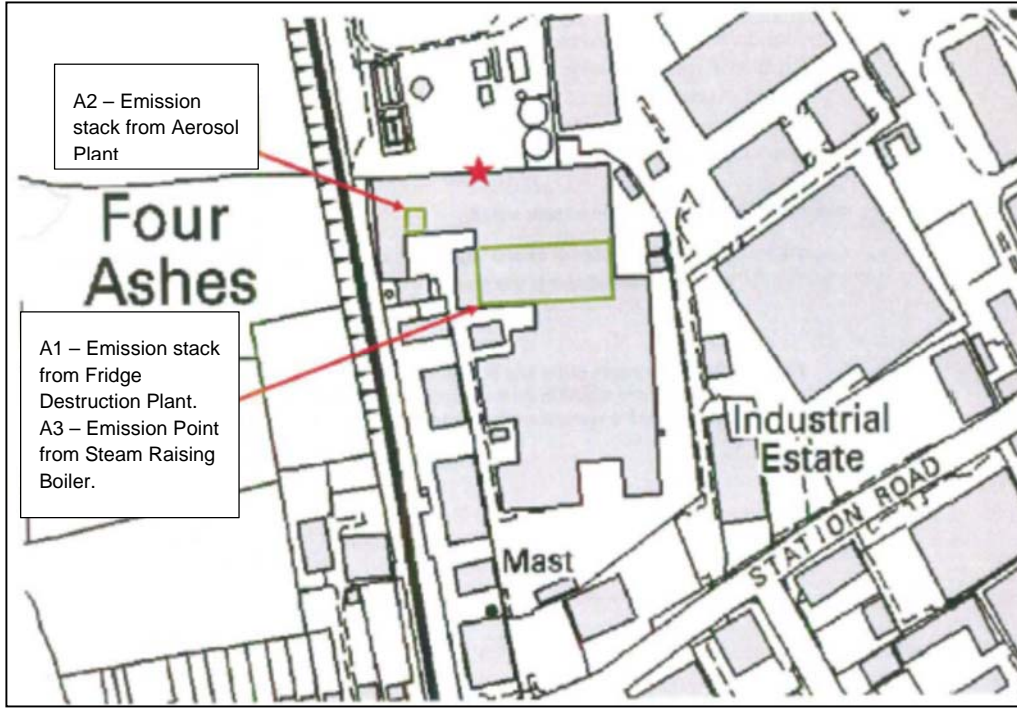 A2 – Emission
stack from Aerosol
Plant
Four
Ashes
A1 – Emission stack
from Fridge
Destruction Plant.
A3 – Emission Point
from Steam Raising
Boiler.
Industrial
Estate
STATION ROAD
Mast